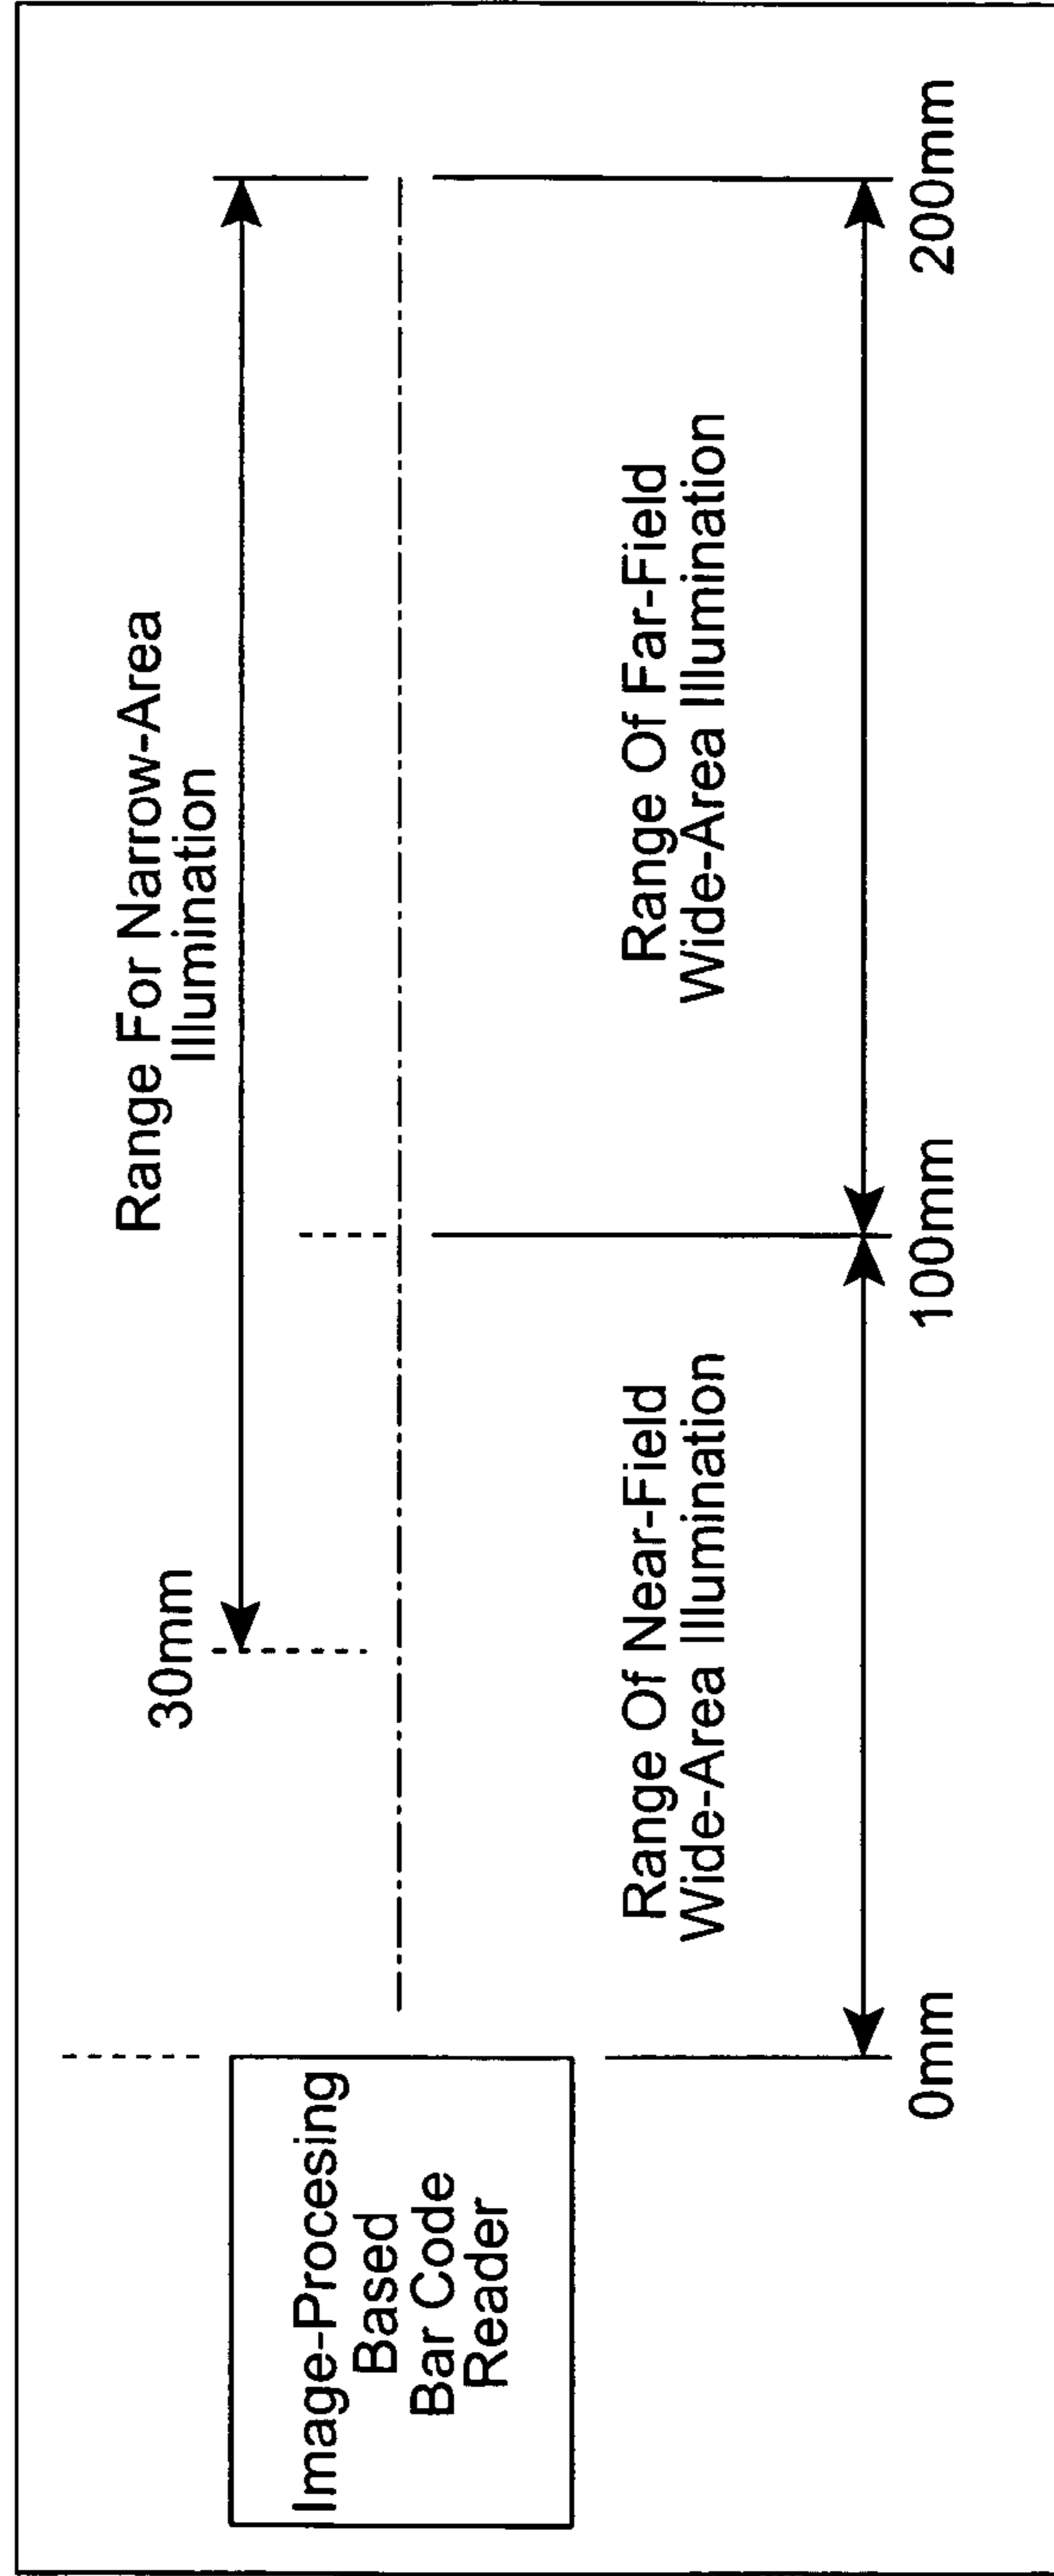 Range For Narrow-Area
Illumination
30mm
Image-Procesing
Based
Bar Code
Reader
Range Of Near-Field
Wide-Area Illumination
Range Of Far-Field
Wide-Area Illumination
0mm
100mm
200mm